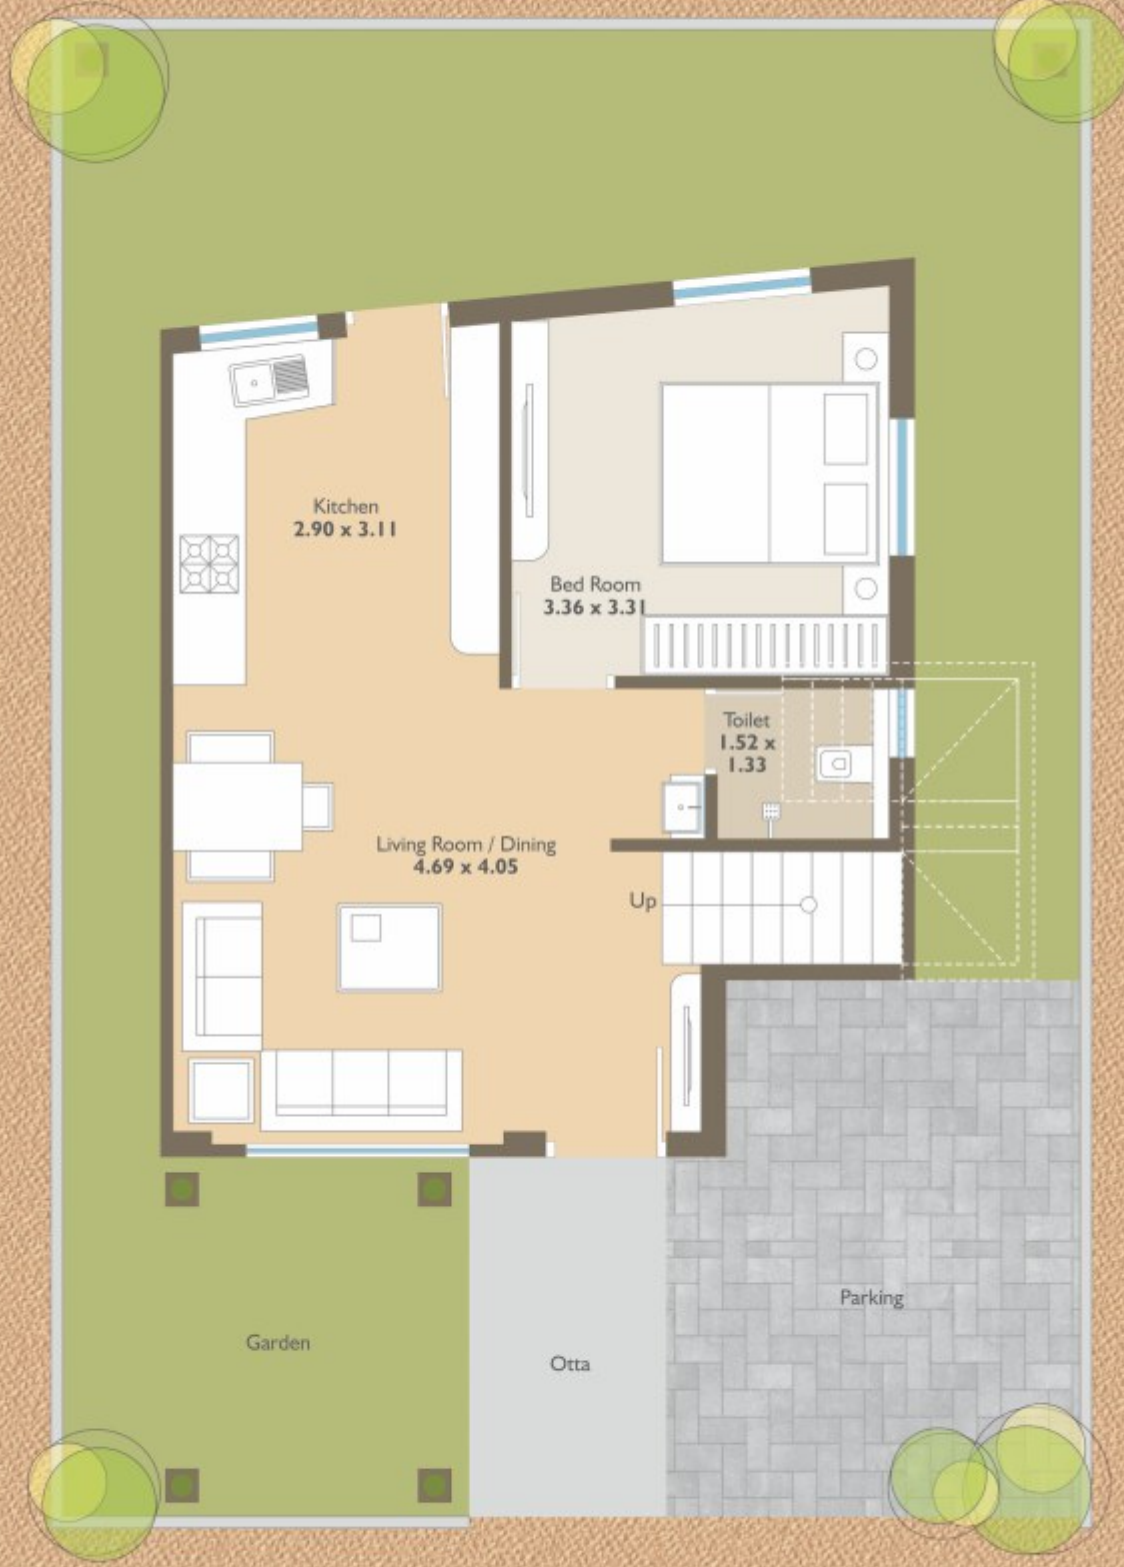 Kitchen
2.90 x 3.11
Bed Room
3.36 x 3.31
Toilet
1.52 x
1.33
Living Room / Dining
4.69 x 4.05
Up
Parking
Garden
Otta